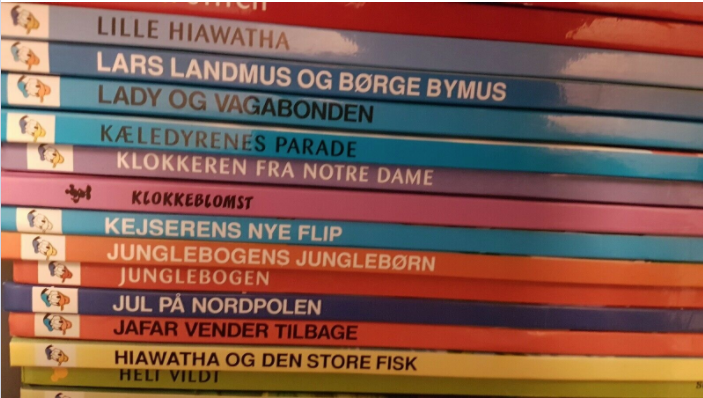 LILLE HIAWATHA
LARS LANDMUS OG BØRGE BYMUS
LADY OG VAGABONDEN
KÆLEDYRENES PARADE
KLOKKEREN FRA NOTRE DAME
KLOKKEBLOMST
KEJSERENS NYE FLIP
JUNGLEBOGENS JUNGLEBØRN
JUNGLEBOGEN
JUL PÅ NORDPOLEN
JAFAR VENDER TILBAGE
HIAWATHA OG DEN STORE FISK
HELT VILDT